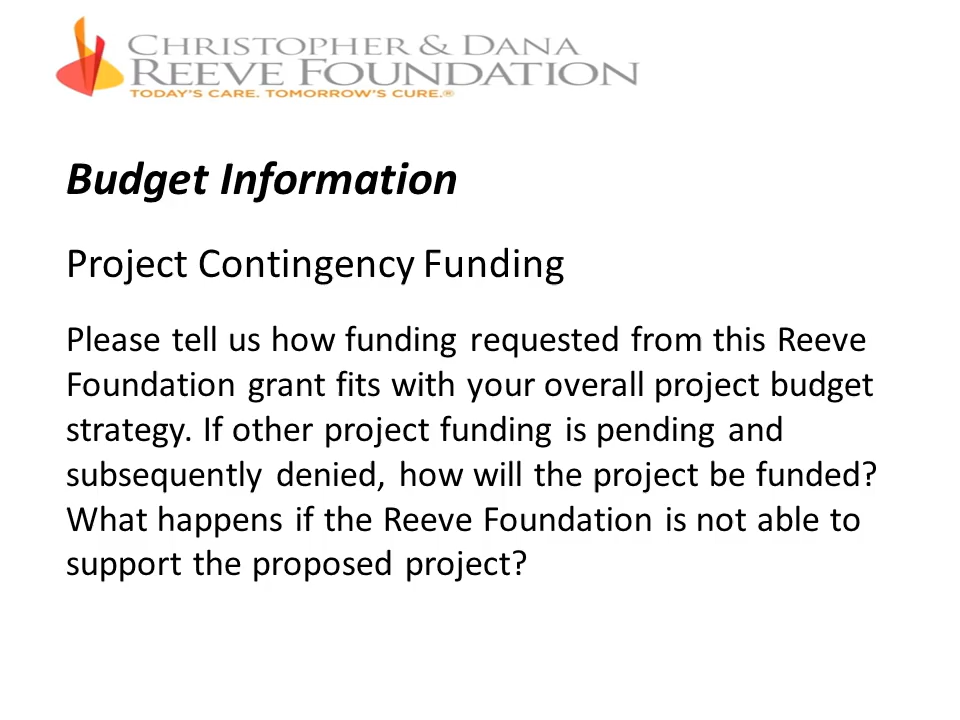 CHRISTOPHER & DANA
REEVE FOUNDATION
TODAY'S CARE. TOMORROW'S CURE.®
Budget Information
Project Contingency Funding
Please tell us how funding requested from this Reeve
Foundation grant fits with your overall project budget
strategy. If other project funding is pending and
subsequently denied, how will the project be funded?
What happens if the Reeve Foundation is not able to
support the proposed project?